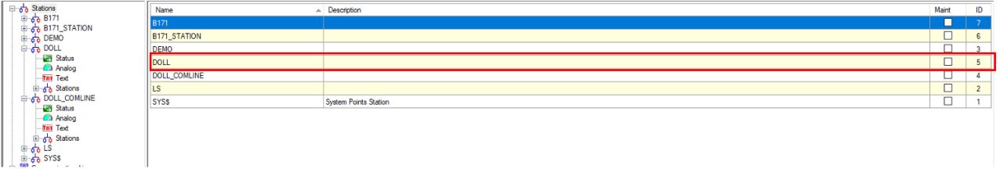 Stations
B171
B171_STATION
DEMO
DOLL
Status
Analog
Text
Stations
DOLL_COMLINE
Status
Analog
Text
Stations
LS
SYS$
Name Description Maint ID
B171 7
B171_STATION 6
DEMO 3
DOLL 5
DOLL_COMLINE 4
LS 2
SYS$ System Points Station 1